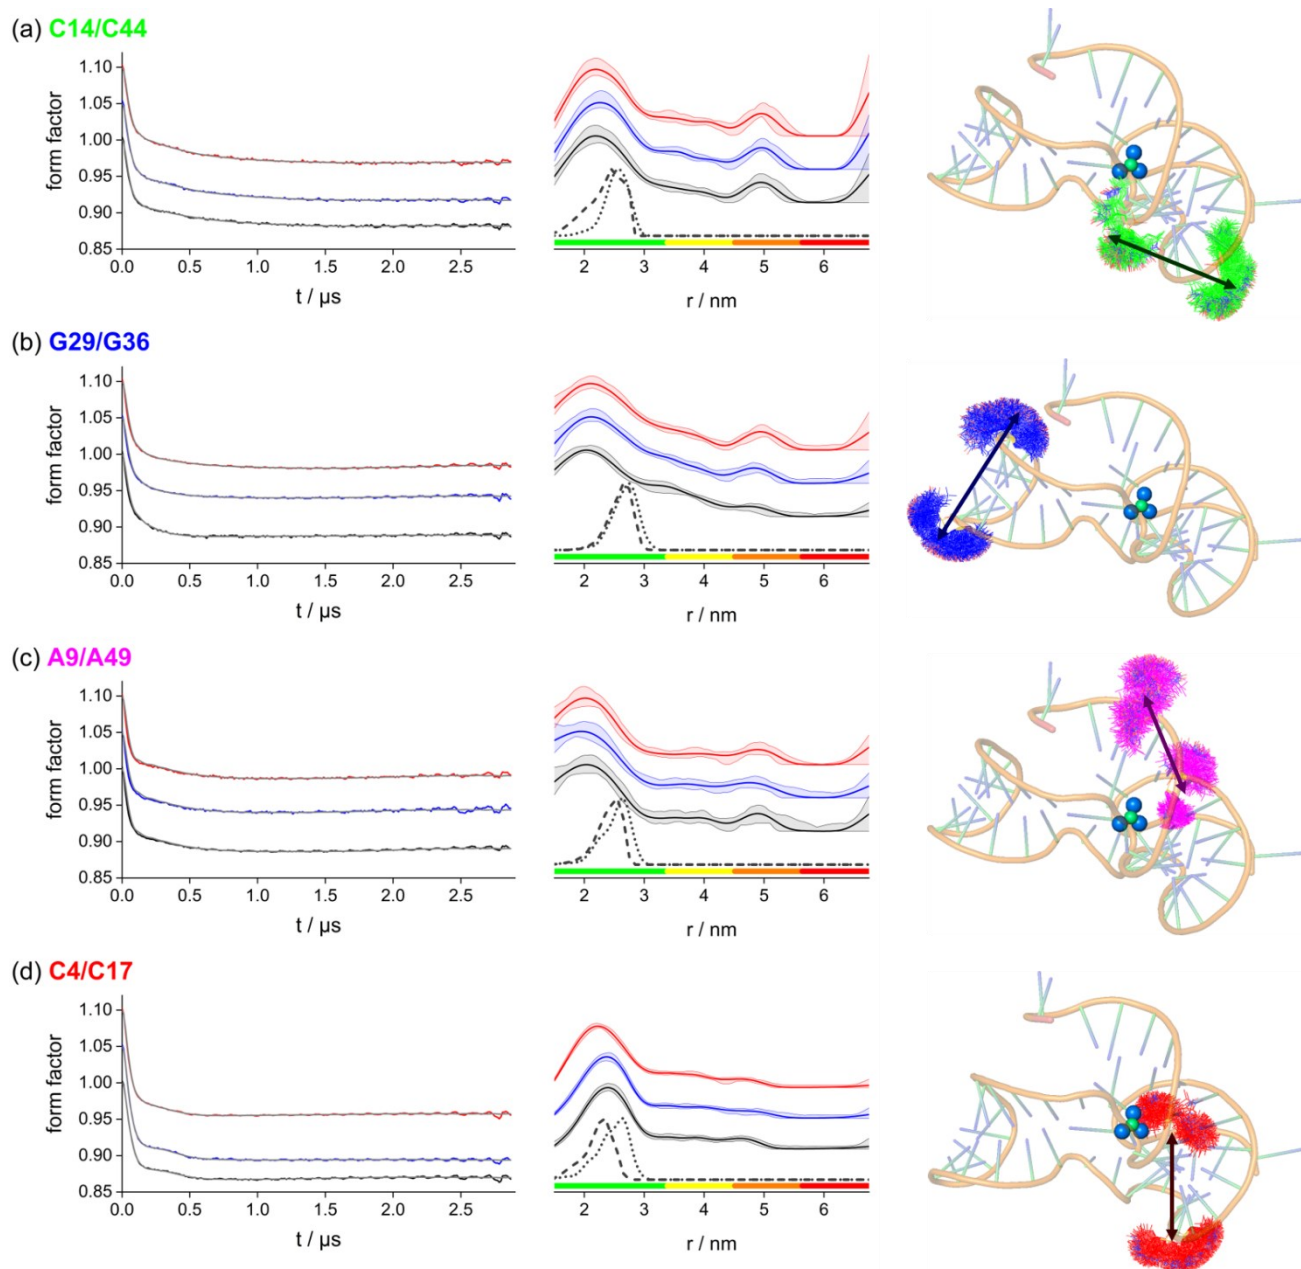 (a) C14/C44
form factor
1.10
1.05
1.00
0.95
0.90
0.85
0.0 0.5 1.0 1.5 2.0 2.5
t / µs
2 3 4 5 6
r / nm
(b) G29/G36
form factor
1.10
1.05
1.00
0.95
0.90
0.85
0.0 0.5 1.0 1.5 2.0 2.5
t / µs
2 3 4 5 6
r / nm
(c) A9/A49
form factor
1.10
1.05
1.00
0.95
0.90
0.85
0.0 0.5 1.0 1.5 2.0 2.5
t / µs
2 3 4 5 6
r / nm
(d) C4/C17
form factor
1.10
1.05
1.00
0.95
0.90
0.85
0.0 0.5 1.0 1.5 2.0 2.5
t / µs
2 3 4 5 6
r / nm